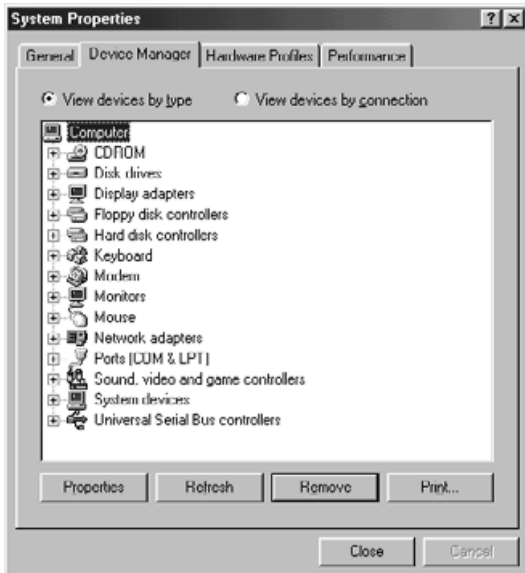 System Properties
General Device Manager Hardware Profiles Performance
View devices by type View devices by connection
Computer
CDROM
Disk drives
Display adapters
Floppy disk controllers
Hard disk controllers
Keyboard
Modem
Monitors
Mouse
Network adapters
Ports (COM & LPT)
Sound, video and game controllers
System devices
Universal Serial Bus controllers
Properties Refresh Remove Print...
Close Cancel